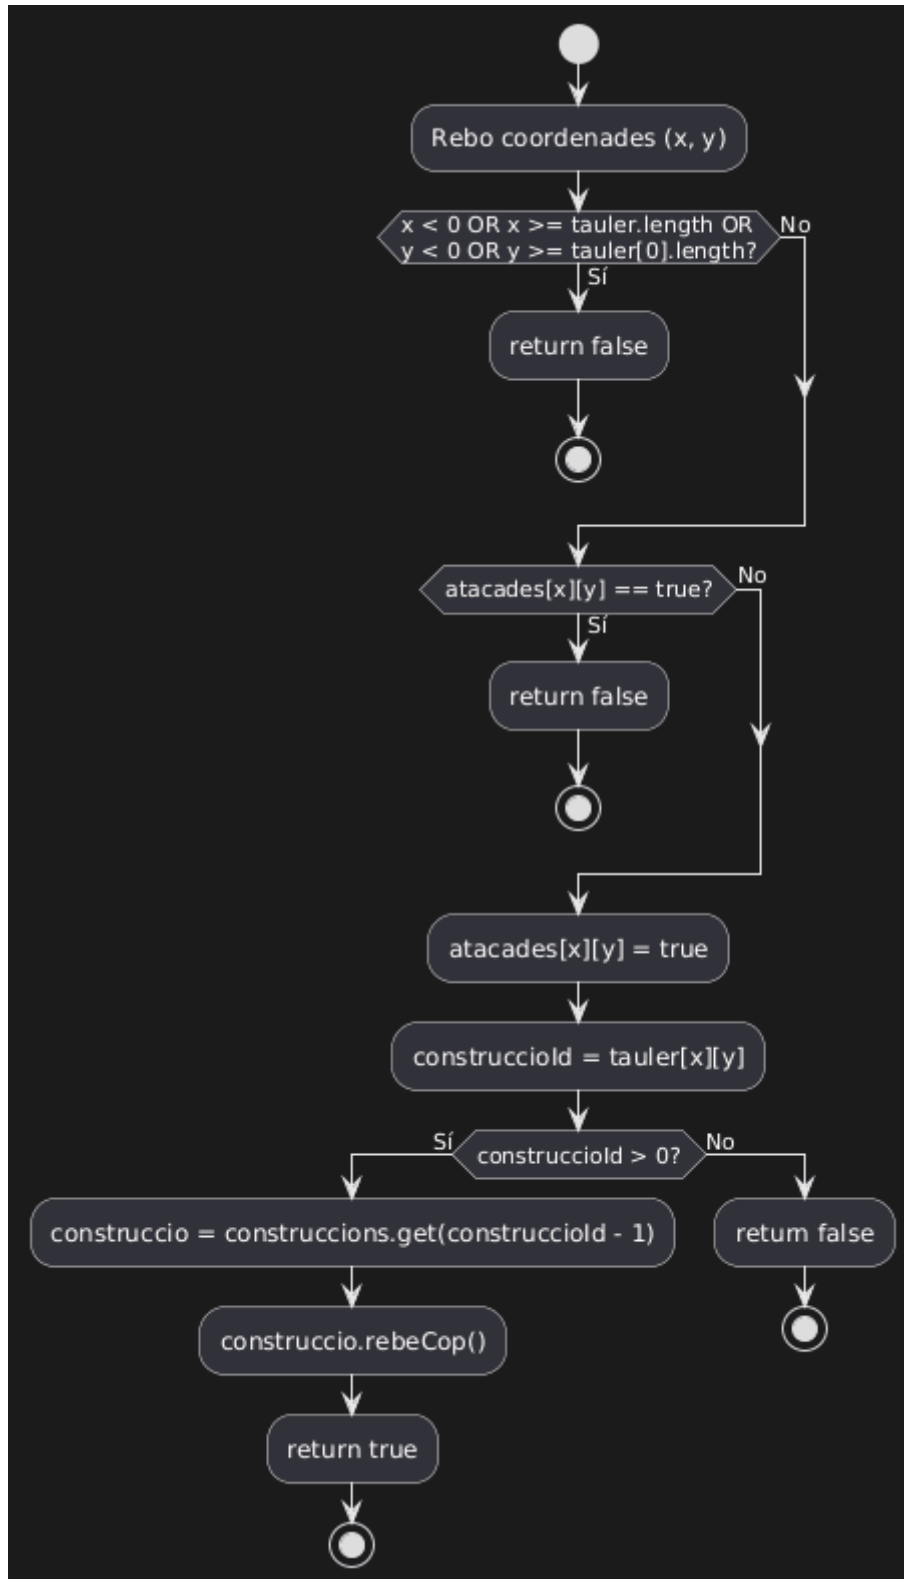 Rebo coordenades (x, y)
x < 0 OR x >= tauler.length OR
y < 0 OR y >= tauler[0].length?
No
Sí
return false
atacades[x][y] == true?
No
Sí
return false
atacades[x][y] = true
construccioId = tauler[x][y]
Sí
construccioId > 0?
No
construccio = construccions.get(construccioId - 1)
return false
construccio.rebeCop()
return true